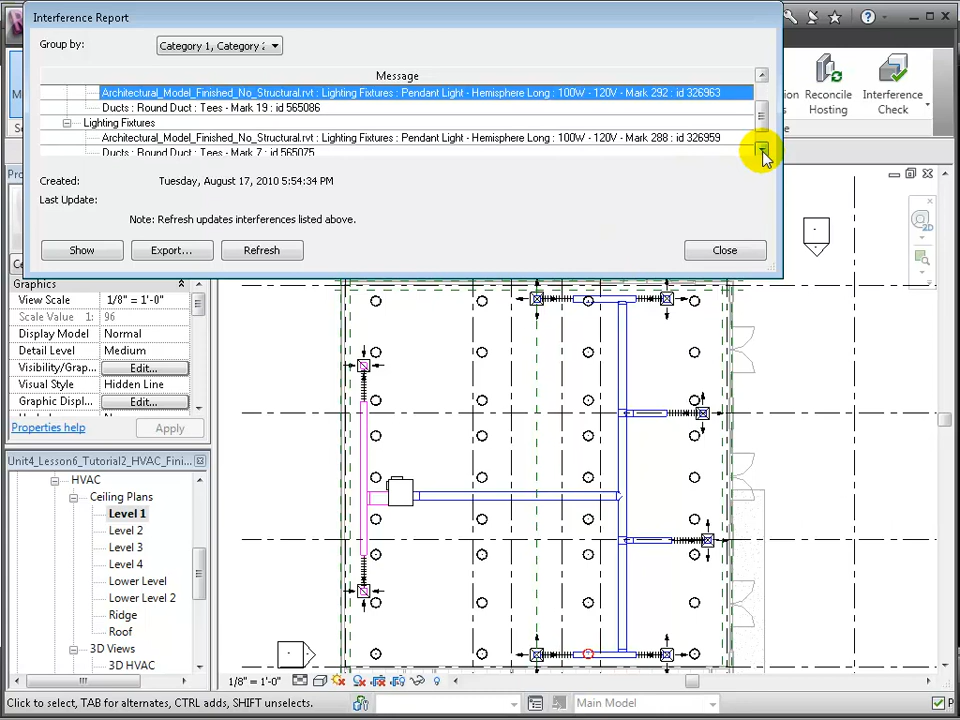 Interference Report
Group by:
Category 1, Category 2
Message
Architectural_Model_Finished_No_Structural.rvt : Lighting Fixtures : Pendant Light - Hemisphere Long : 100W - 120V - Mark 292 : id 326963
Ducts : Round Duct : Tees - Mark 19 : id 565086
Lighting Fixtures
Architectural_Model_Finished_No_Structural.rvt : Lighting Fixtures : Pendant Light - Hemisphere Long : 100W - 120V - Mark 288 : id 326959
Ducts : Round Duct : Tees - Mark 7 : id 565075
Created:
Tuesday, August 17, 2010 5:54:34 PM
Last Update:
Note: Refresh updates interferences listed above.
Show
Export...
Refresh
Close
Reconcile
Hosting
Interference
Check
Graphics
View Scale
1/8" = 1'-0"
Scale Value 1:
96
Display Model
Normal
Detail Level
Medium
Visibility/Grap...
Edit...
Visual Style
Hidden Line
Graphic Displ...
Edit...
Properties help
Apply
Unit4_Lesson6_Tutorial2_HVAC_Fini...
HVAC
Ceiling Plans
Level 1
Level 2
Level 3
Level 4
Lower Level
Lower Level 2
Ridge
Roof
3D Views
3D HVAC
2D
1/8" = 1'-0"
Click to select, TAB for alternates, CTRL adds, SHIFT unselects.
Main Model